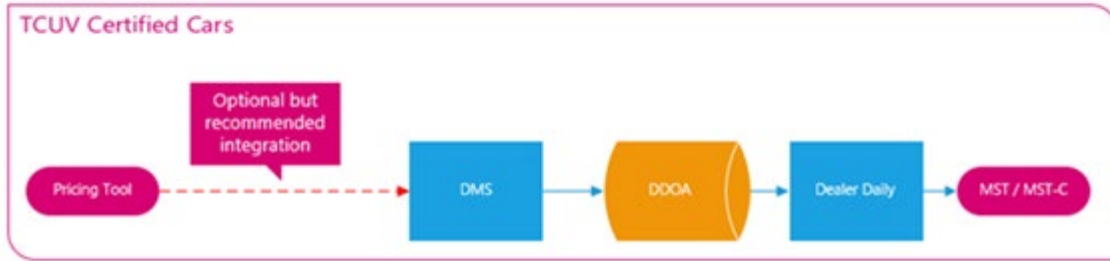 TCUV Certified Cars
Optional but
recommended
integration
Pricing Tool
DMS
DDOA
Dealer Daily
MST / MST-C